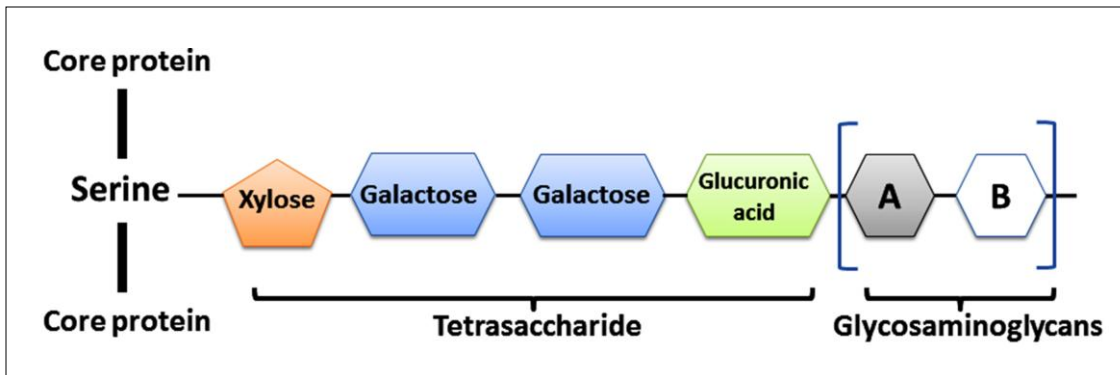 Core protein
Serine
Xylose
Galactose
Galactose
Glucuronic
acid
A
B
Core protein
Tetrasaccharide
Glycosaminoglycans